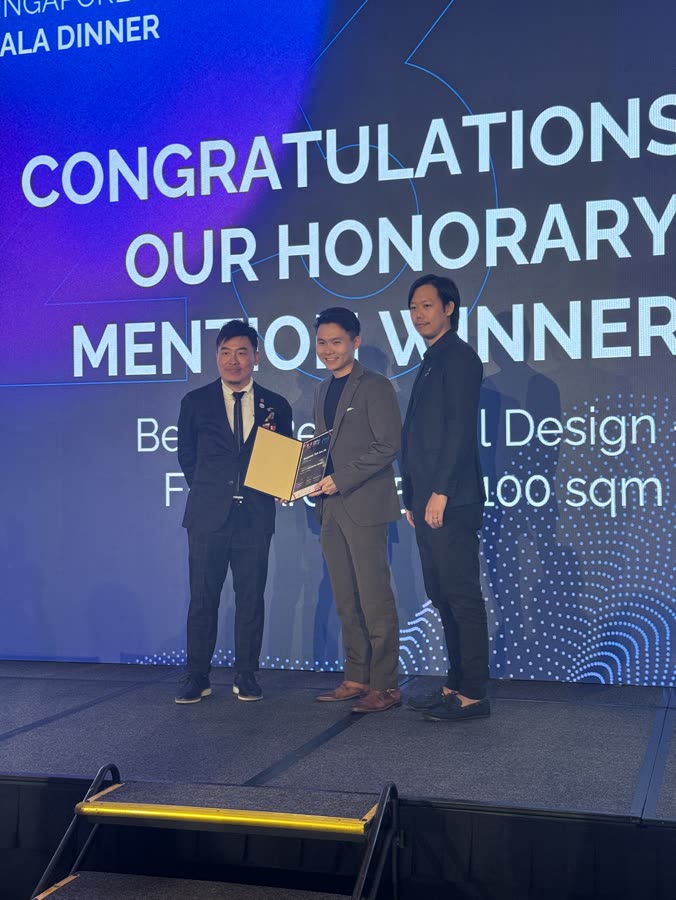 ALA DINNER
CONGRATULATIONS
OUR HONORARY
MENTION WINNER
Be l Design -
F 100 sqm